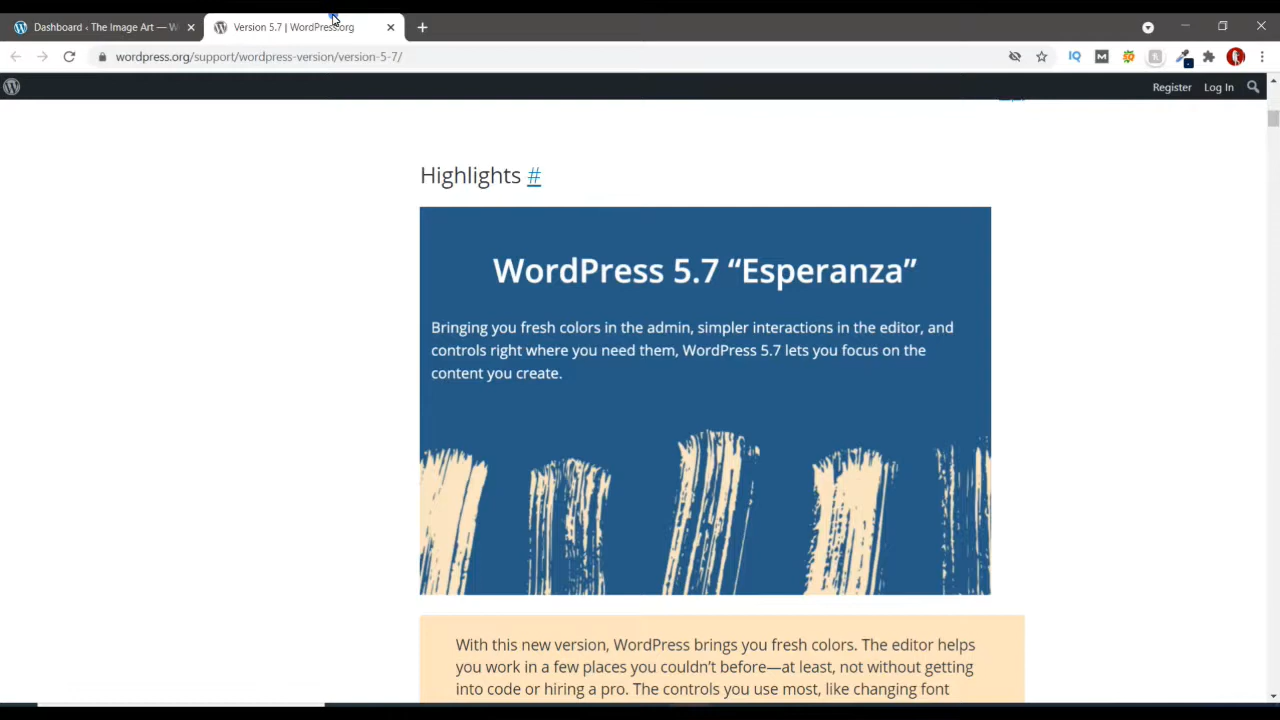 Dashboard ‹ The Image Art — W
Version 5.7 | WordPress.org
wordpress.org/support/wordpress-version/version-5-7/
Register
Log In
Highlights #
WordPress 5.7 “Esperanza”
Bringing you fresh colors in the admin, simpler interactions in the editor, and
controls right where you need them, WordPress 5.7 lets you focus on the
content you create.
With this new version, WordPress brings you fresh colors. The editor helps
you work in a few places you couldn’t before—at least, not without getting
into code or hiring a pro. The controls you use most, like changing font